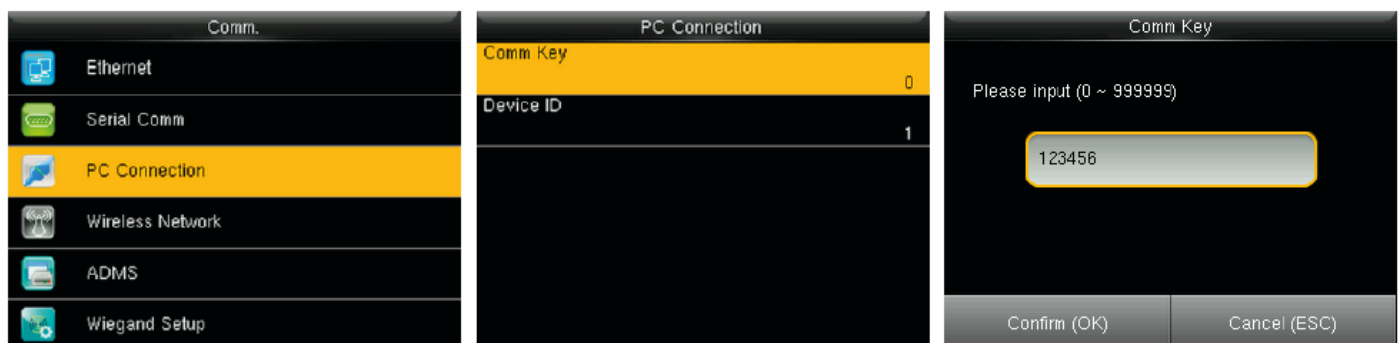 Comm.
Ethernet
Serial Comm
PC Connection
Wireless Network
ADMS
Wiegand Setup
PC Connection
Comm Key
0
Device ID
1
Comm Key
Please input (0 ~ 999999)
123456
Confirm (OK)
Cancel (ESC)